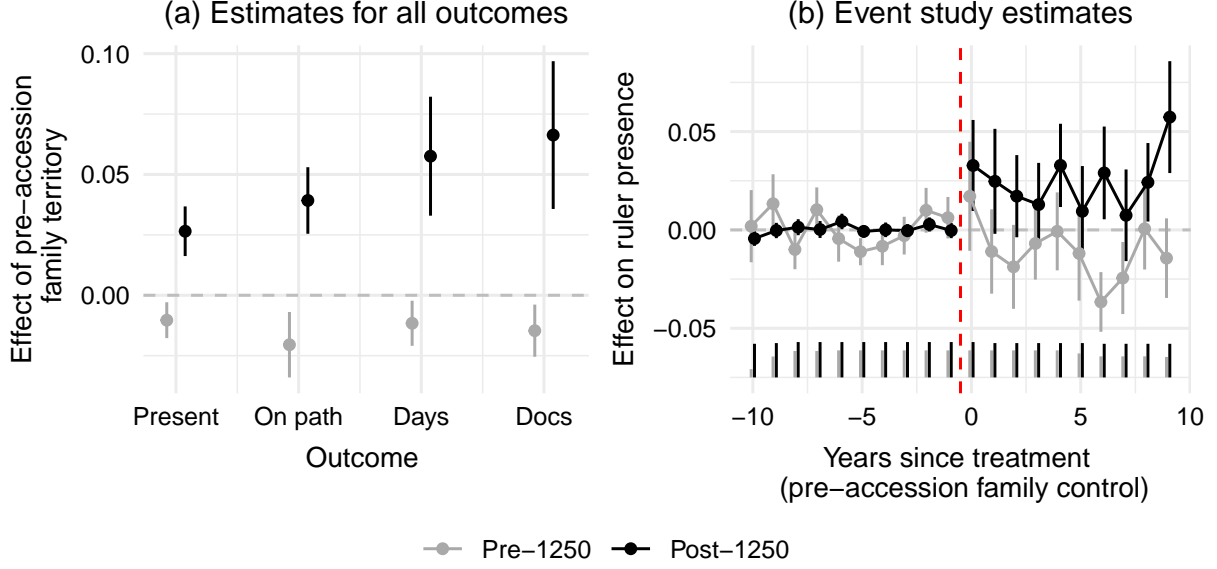 (a) Estimates for all outcomes
Effect of pre−accession
family territory
0.10
0.05
0.00
Present
On path
Days
Docs
Outcome
(b) Event study estimates
Effect on ruler presence
0.05
0.00
−0.05
−10
−5
0
5
10
Years since treatment
(pre−accession family control)
Pre−1250
Post−1250